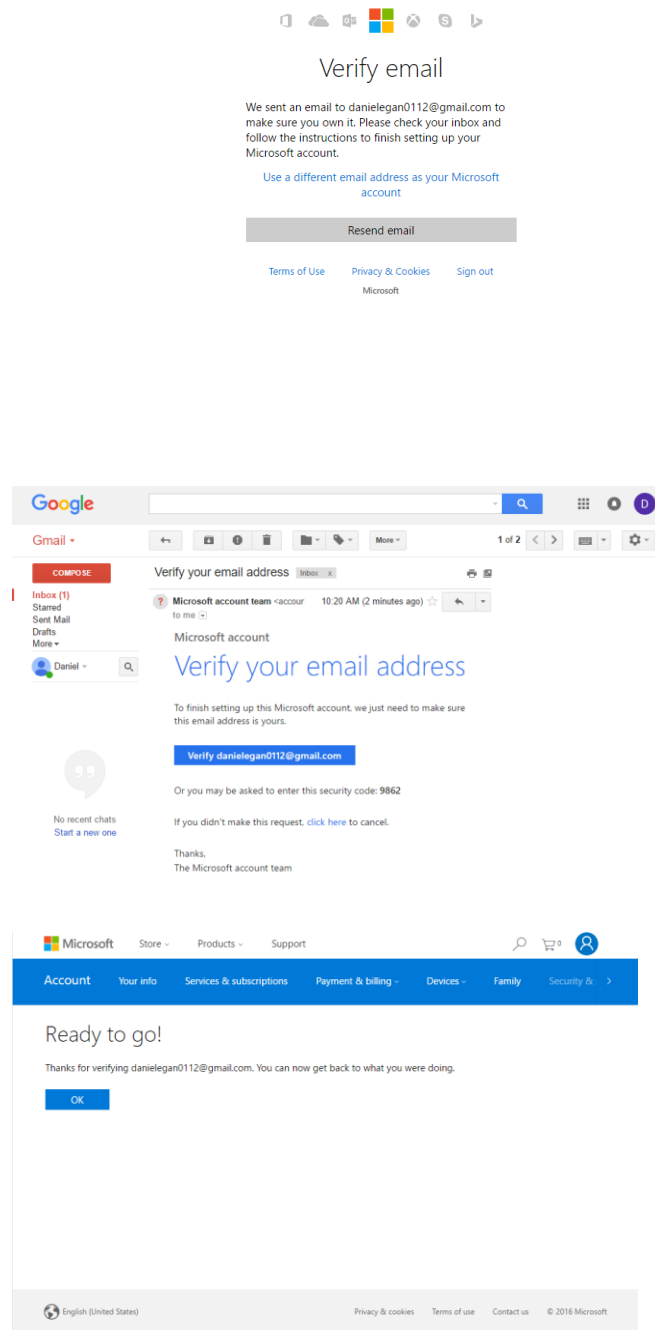 Verify email
We sent an email to danielegan0112@gmail.com to
make sure you own it. Please check your inbox and
follow the instructions to finish setting up your
Microsoft account.
Use a different email address as your Microsoft
account
Resend email
Terms of Use Privacy & Cookies Sign out
Microsoft
Google
D
Gmail
More
1 of 2
COMPOSE
Verify your email address Inbox x
Inbox (1)
Starred
Sent Mail
Drafts
More
Microsoft account team <accour 10:20 AM (2 minutes ago)
to me
Daniel
Microsoft account
Verify your email address
To finish setting up this Microsoft account, we just need to make sure
this email address is yours.
Verify danielegan0112@gmail.com
Or you may be asked to enter this security code: 9862
No recent chats
Start a new one
If you didn't make this request, click here to cancel.
Thanks,
The Microsoft account team
Microsoft Store Products Support 0
Account Your info Services & subscriptions Payment & billing Devices Family Security &
Ready to go!
Thanks for verifying danielegan0112@gmail.com. You can now get back to what you were doing.
OK
English (United States) Privacy & cookies Terms of use Contact us © 2016 Microsoft